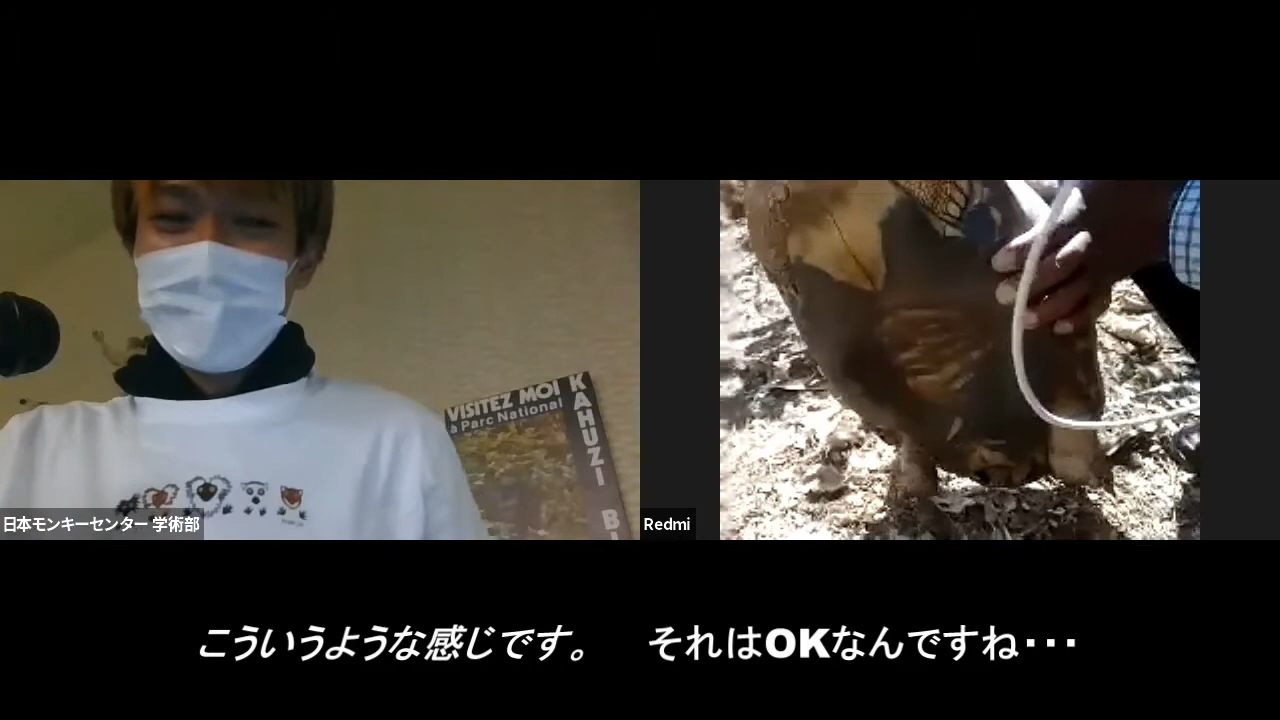 VISITEZ MOI
à Parc National
KAHUZI
日本モンキーセンター 学術部
Redmi
こういうような感じです。 それはOKなんですね･･･